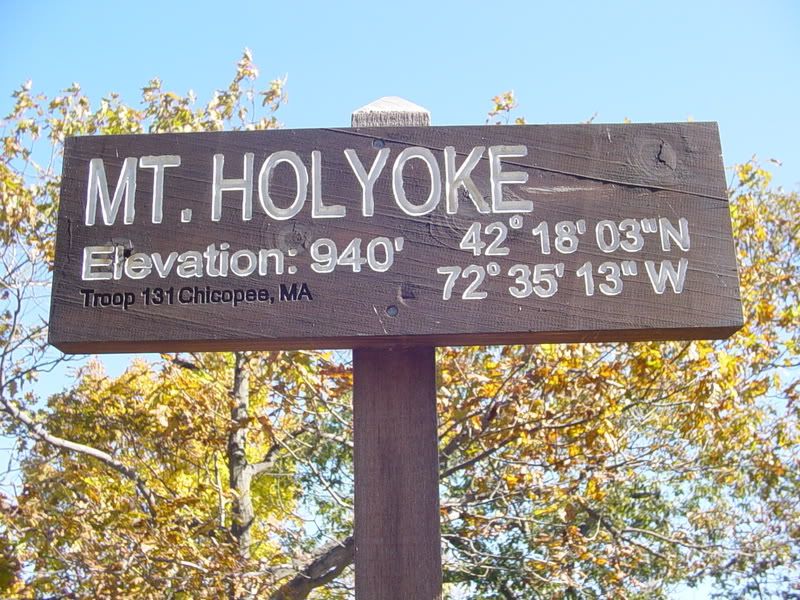 MT. HOLYOKE
Elevation: 940' 42° 18' 03"N
Troop 131 Chicopee, MA 72° 35' 13" W